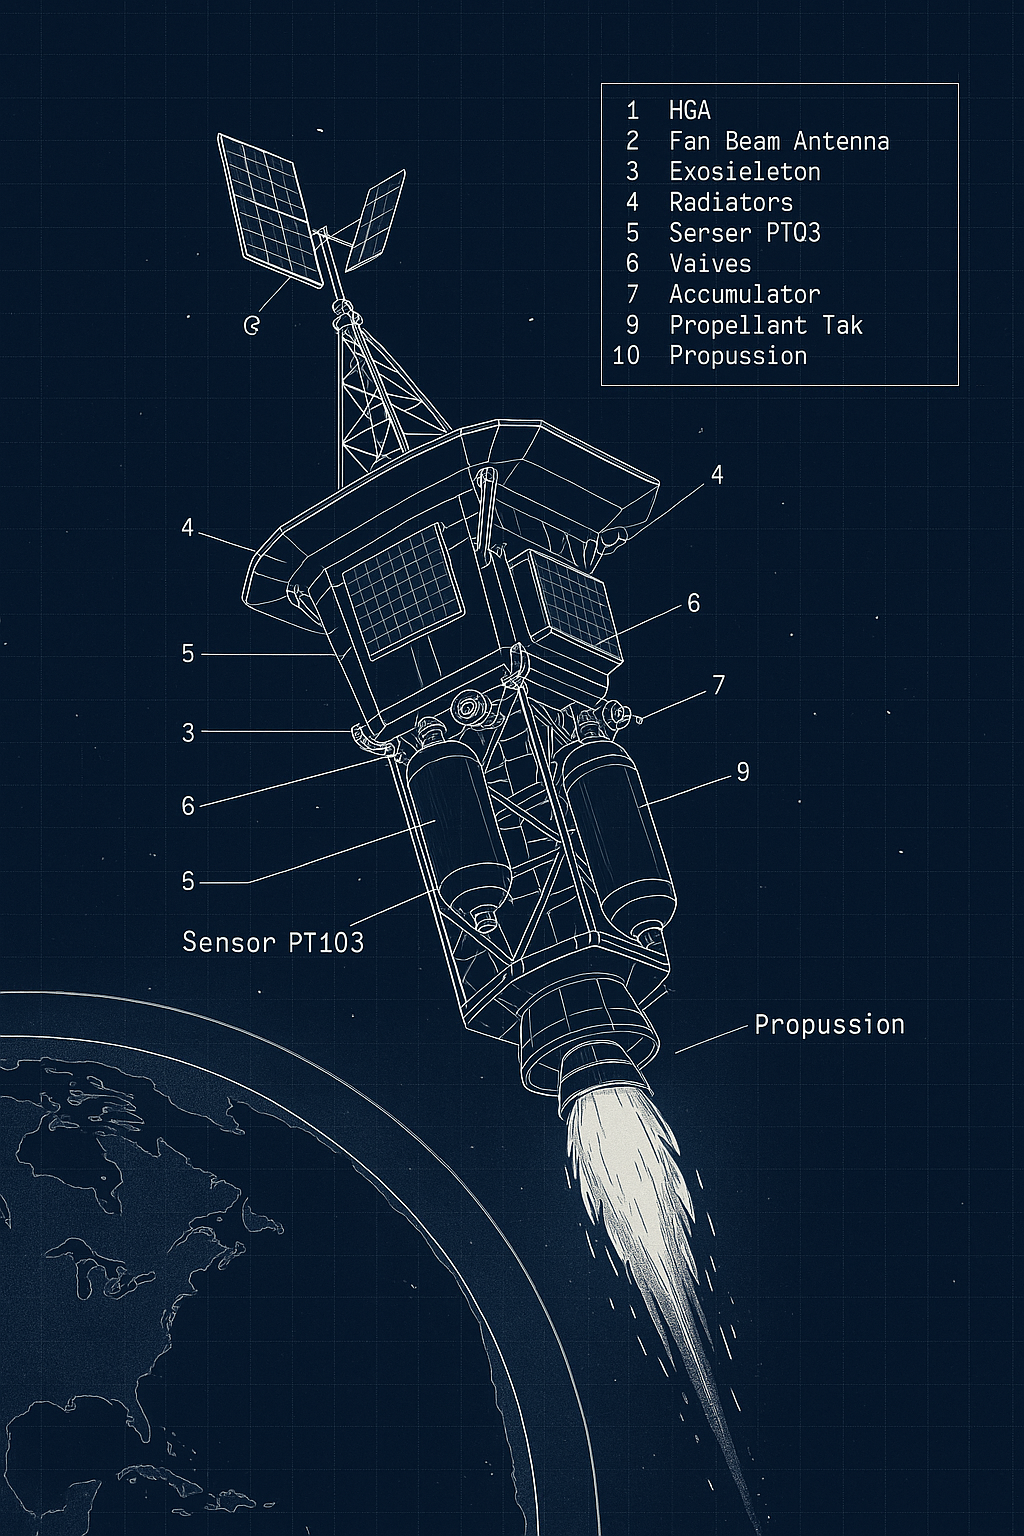 1 HGA
2 Fan Beam Antenna
3 Exosieleton
4 Radiators
5 Serser PTQ3
6 Vaives
7 Accumulator
9 Propellant Tak
10 Propussion
4
4
6
5
7
3
9
6
5
Sensor PT103
Propussion